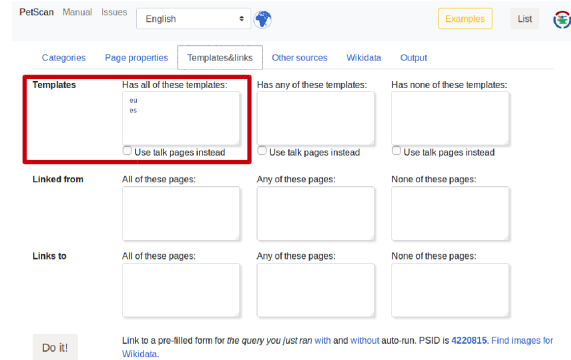 PetScan Manual Issues English Examples List
Categories Page properties Templates&links Other sources Wikidata Output
Templates Has all of these templates: Has any of these templates: Has none of these templates:
eu
es
Use talk pages instead Use talk pages instead Use talk pages instead
Linked from All of these pages: Any of these pages: None of these pages:
Links to All of these pages: Any of these pages: None of these pages:
Do it! Link to a pre-filled form for the query you just ran with and without auto-run. PSID is 4220815. Find images for
Wikidata.